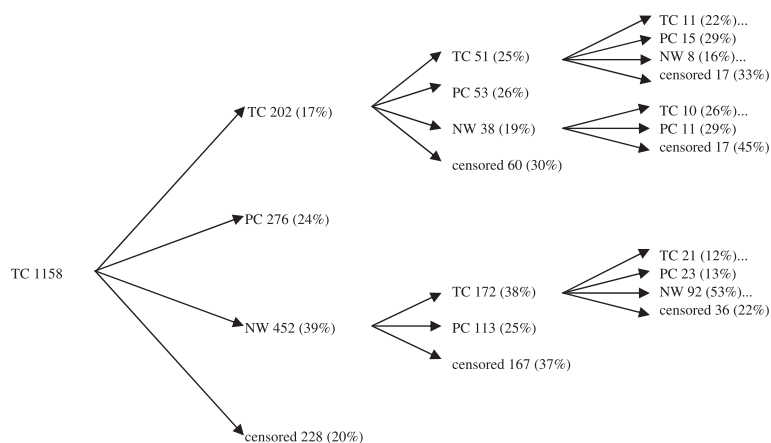 TC 1158
TC 202 (17%)
PC 276 (24%)
NW 452 (39%)
censored 228 (20%)
TC 51 (25%)
PC 53 (26%)
NW 38 (19%)
censored 60 (30%)
TC 172 (38%)
PC 113 (25%)
censored 167 (37%)
TC 11 (22%)...
PC 15 (29%)
NW 8 (16%)...
censored 17 (33%)
TC 10 (26%)...
PC 11 (29%)
censored 17 (45%)
TC 21 (12%)...
PC 23 (13%)
NW 92 (53%)...
censored 36 (22%)